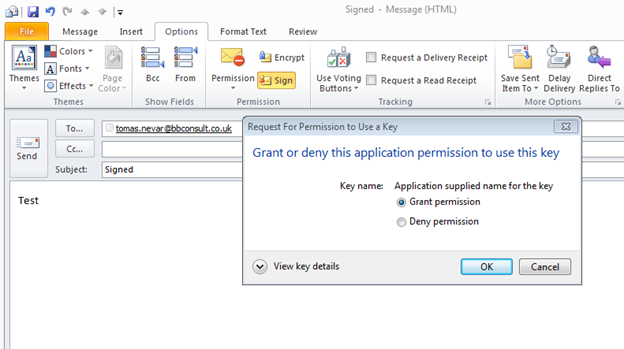 Signed - Message (HTML)
File Message Insert Options Format Text Review
Themes
Colors
Fonts
Effects
Page Color
Themes
Bcc From
Show Fields
Permission
Encrypt
Sign
Permission
Use Voting Buttons
Request a Delivery Receipt
Request a Read Receipt
Tracking
Save Sent Item To
Delay Delivery
Direct Replies To
More Options
Send
To... tomas.nevar@bbconsult.co.uk
Cc...
Subject: Signed
Test
Request For Permission to Use a Key
Grant or deny this application permission to use this key
Key name: Application supplied name for the key
Grant permission
Deny permission
View key details
OK Cancel